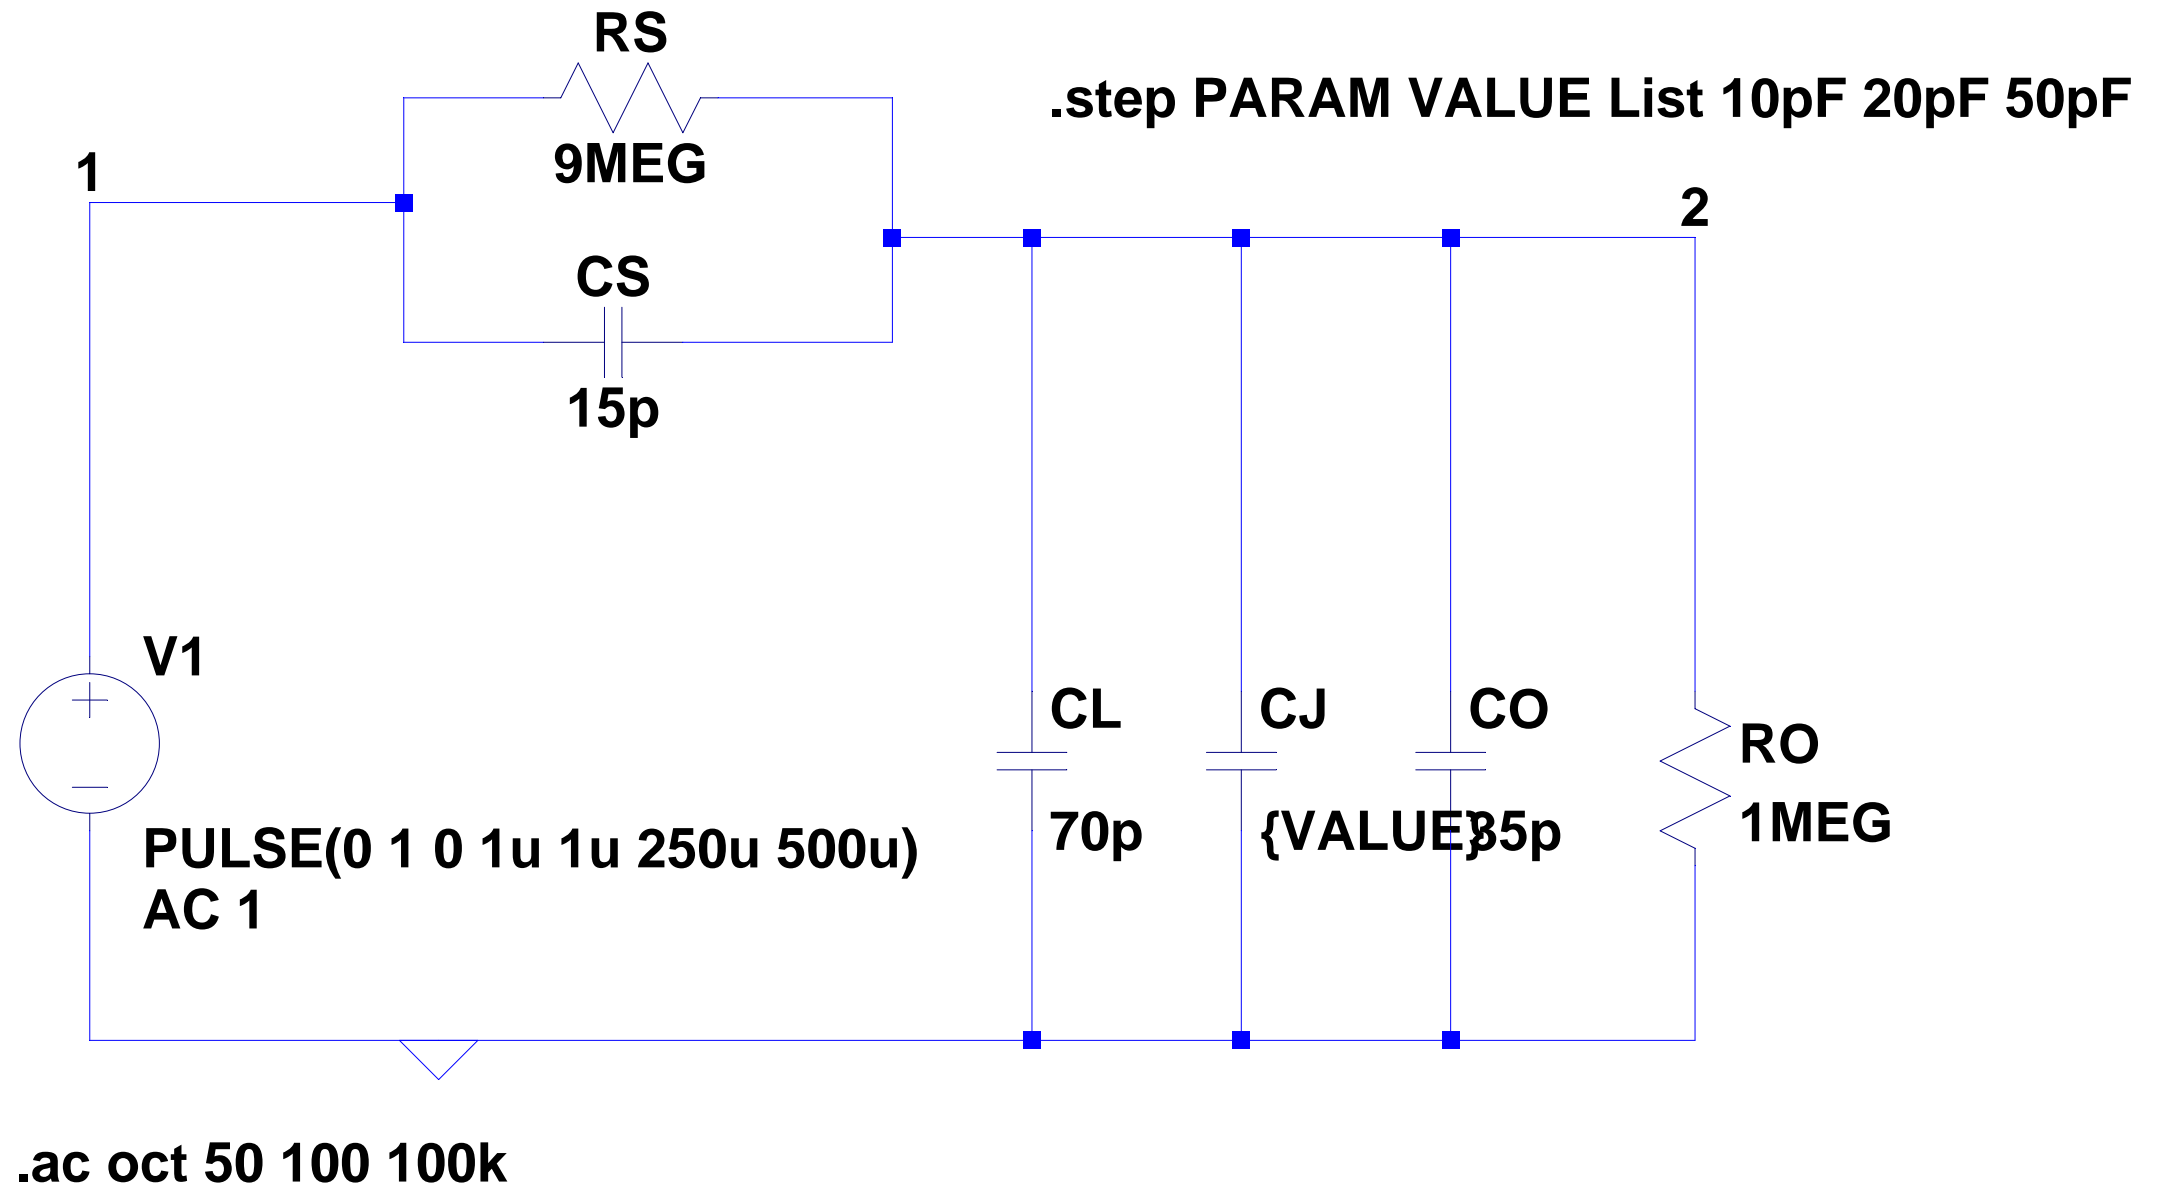 RS
.step PARAM VALUE List 10pF 20pF 50pF
9MEG
1
2
CS
15p
V1
CL
CJ
CO
RO
PULSE(0 1 0 1u 1u 250u 500u)
70p
{VALUE}
35p
1MEG
AC 1
.ac oct 50 100 100k